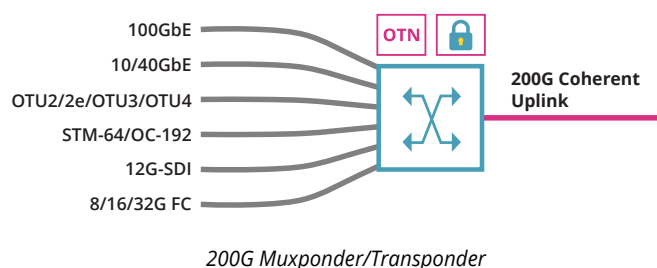 100GbE
OTN
10/40GbE
200G Coherent
Uplink
OTU2/2e/OTU3/OTU4
STM-64/OC-192
12G-SDI
8/16/32G FC
200G Muxponder/Transponder